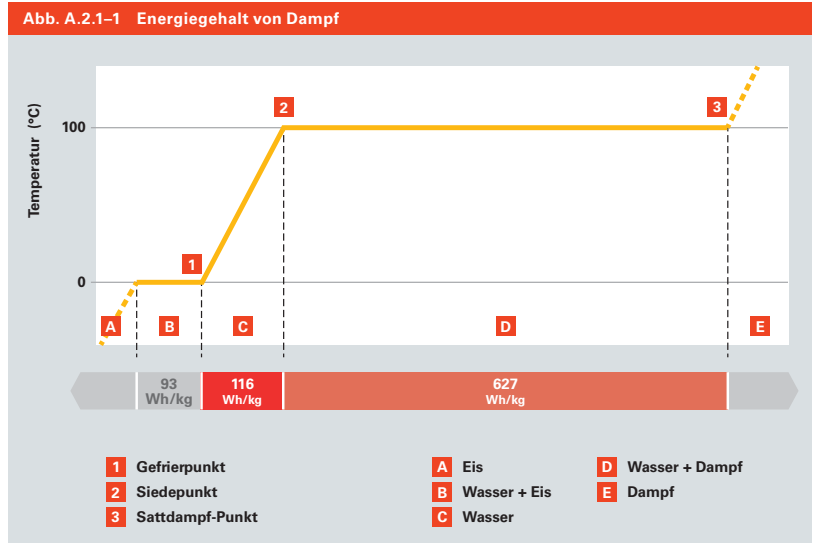 Abb. A.2.1–1 Energiegehalt von Dampf
Temperatur (°C)
100
0
1
2
3
A
B
C
D
E
93
Wh/kg
116
Wh/kg
627
Wh/kg
1 Gefrierpunkt
2 Siedepunkt
3 Sattdampf-Punkt
A Eis
B Wasser + Eis
C Wasser
D Wasser + Dampf
E Dampf